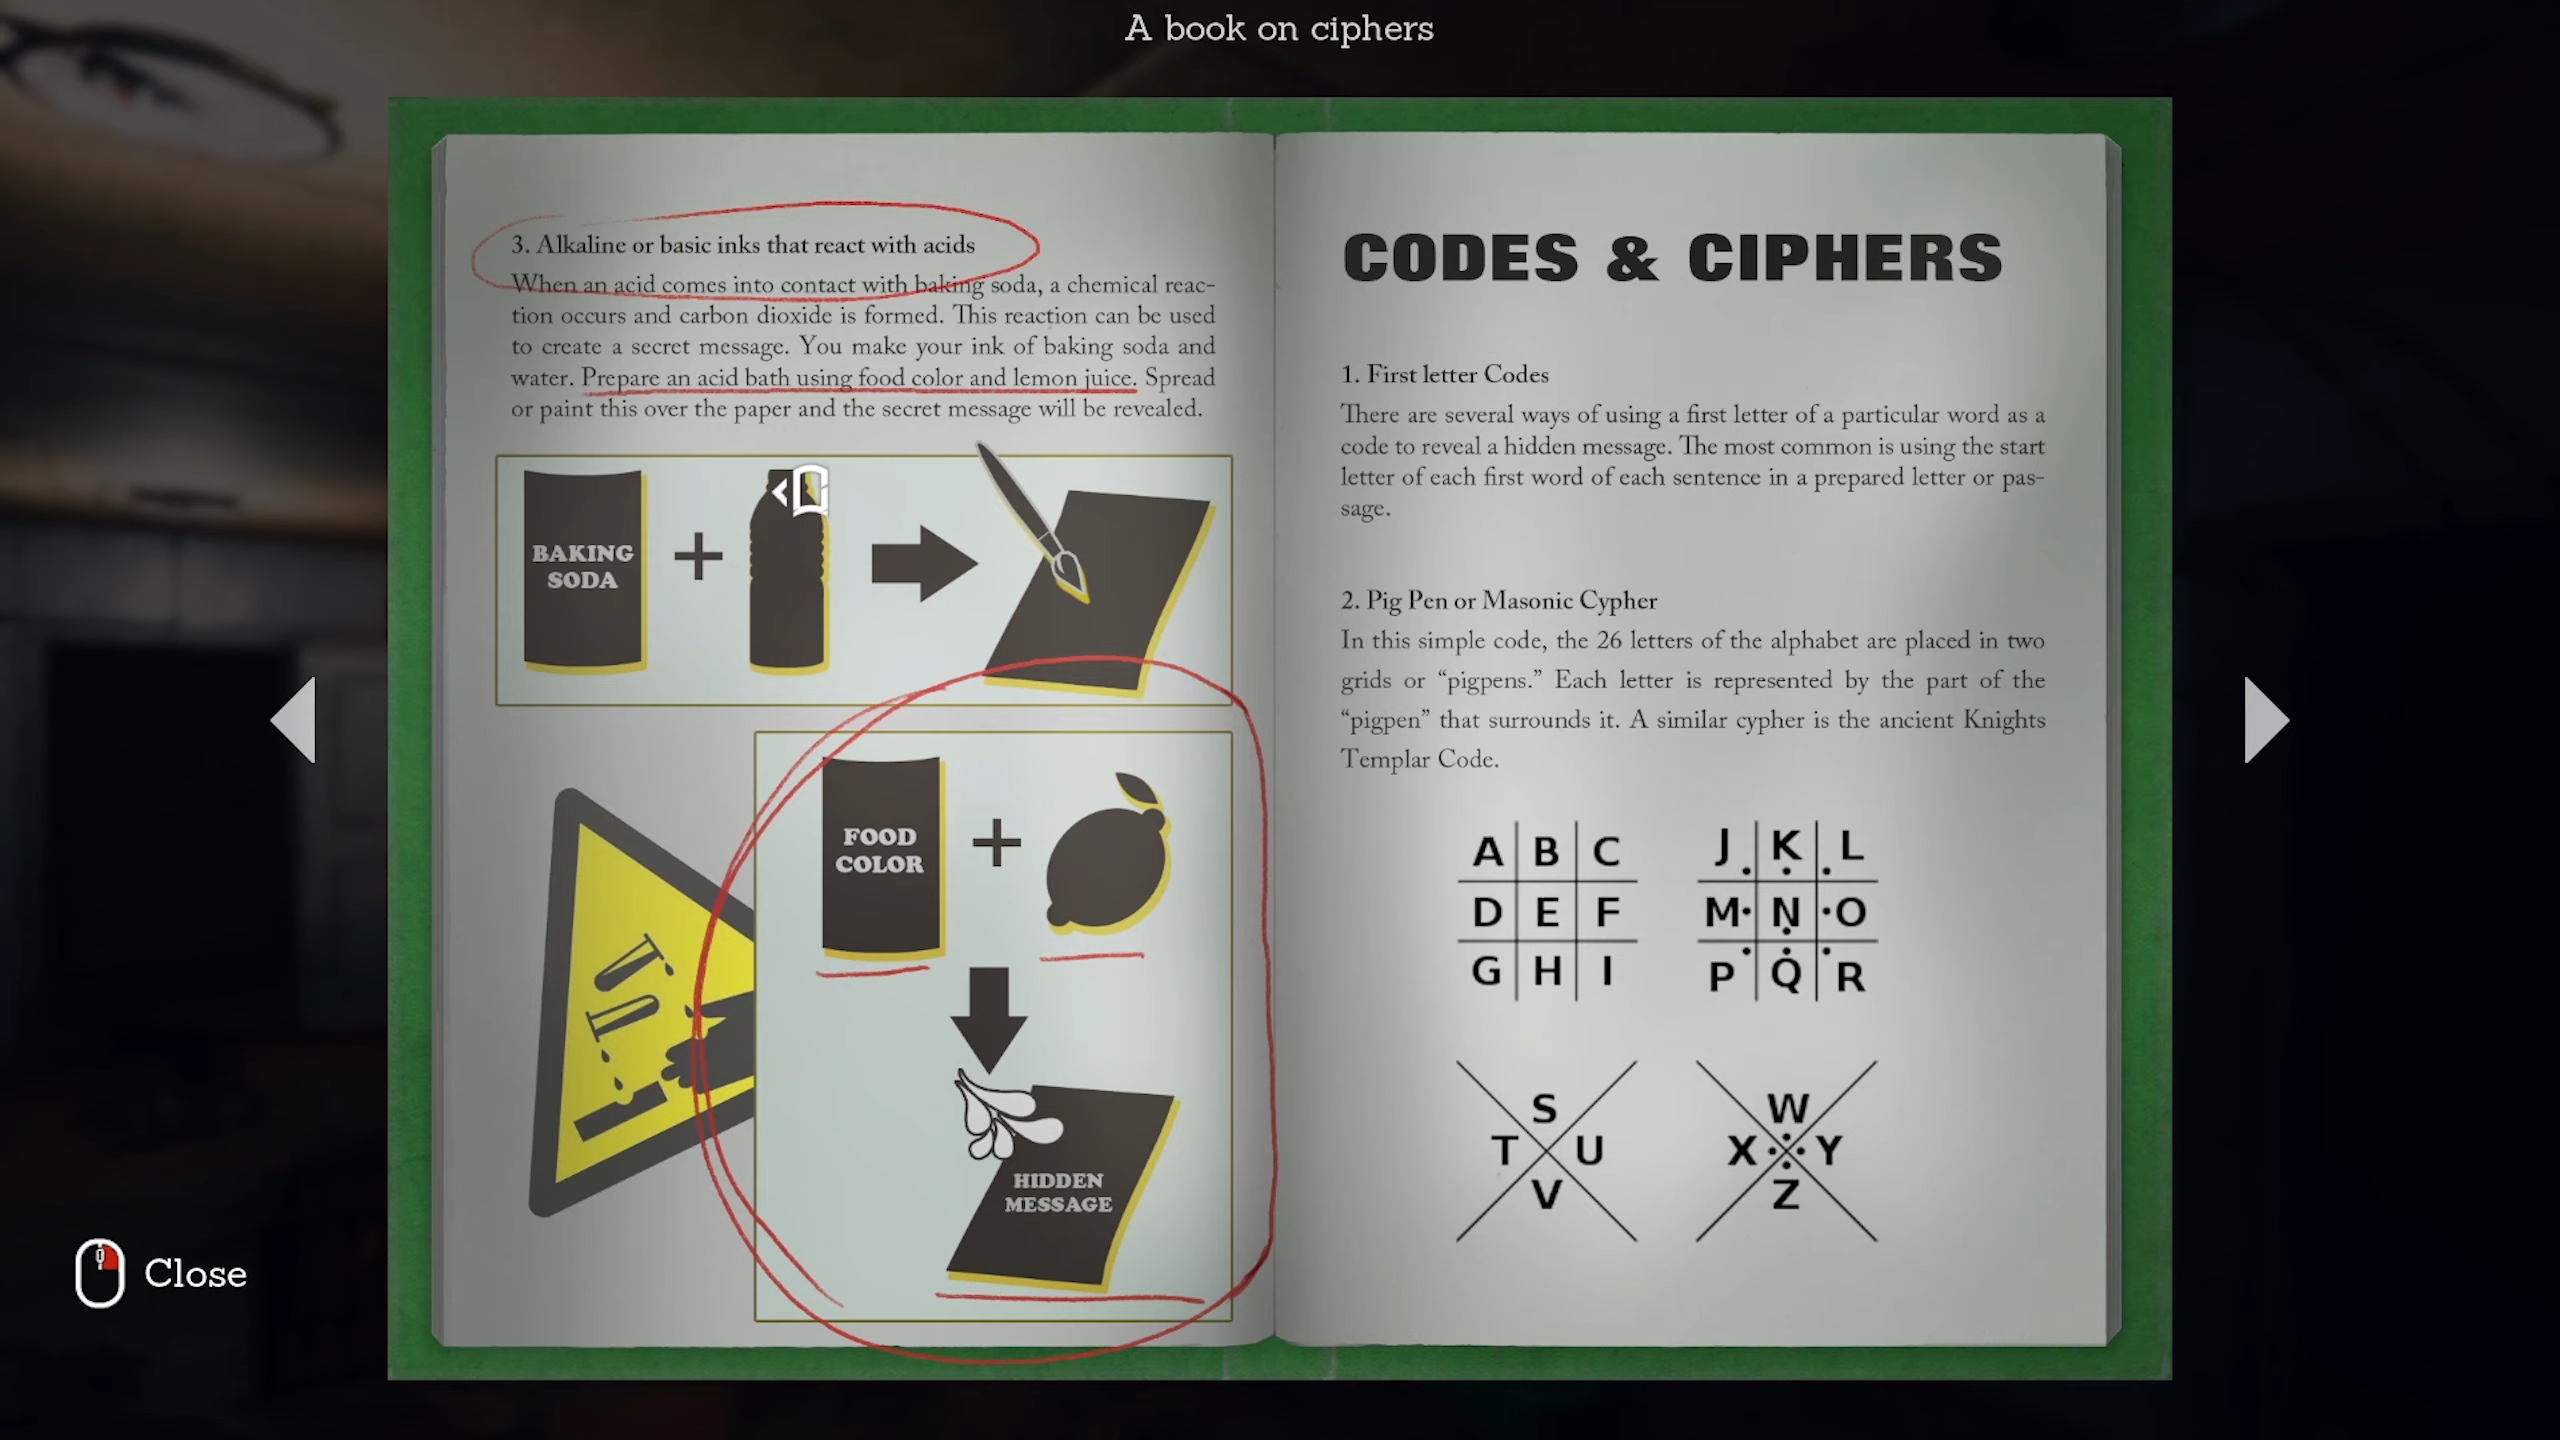 A book on ciphers
3. Alkaline or basic inks that react with acids
When an acid comes into contact with baking soda, a chemical reac-
tion occurs and carbon dioxide is formed. This reaction can be used
to create a secret message. You make your ink of baking soda and
water. Prepare an acid bath using food color and lemon juice. Spread
or paint this over the paper and the secret message will be revealed.
BAKING
SODA
FOOD
COLOR
HIDDEN
MESSAGE
CODES & CIPHERS
1. First letter Codes
There are several ways of using a first letter of a particular word as a
code to reveal a hidden message. The most common is using the start
letter of each first word of each sentence in a prepared letter or pas-
sage.
2. Pig Pen or Masonic Cypher
In this simple code, the 26 letters of the alphabet are placed in two
grids or “pigpens.” Each letter is represented by the part of the
“pigpen” that surrounds it. A similar cypher is the ancient Knights
Templar Code.
A B C
D E F
G H I
J K L
M N O
P Q R
S
T U
V
W
X Y
Z
Close